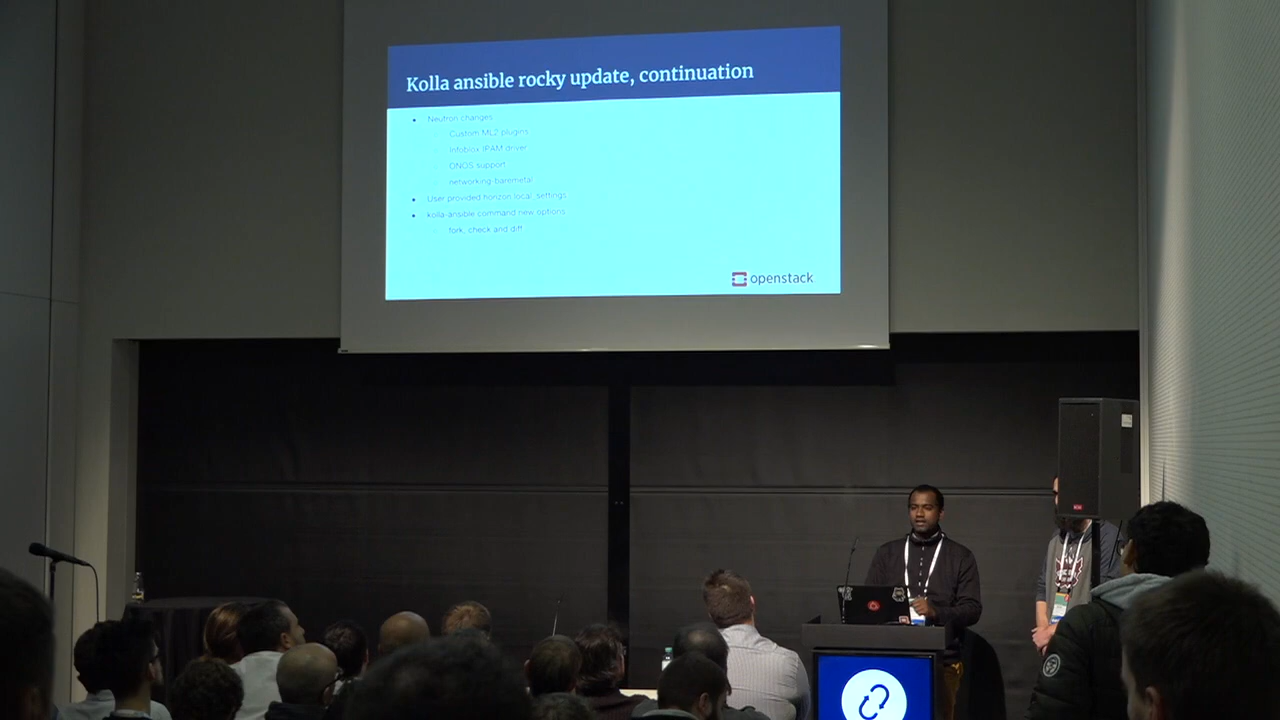 Kolla ansible rocky update, continuation
Neutron changes
Custom ML2 plugins
Infoblox IPAM driver
DNOS support
networking-baremetal
User provided horizon local_settings
kolla-ansible command new options
fork, check and diff
openstack